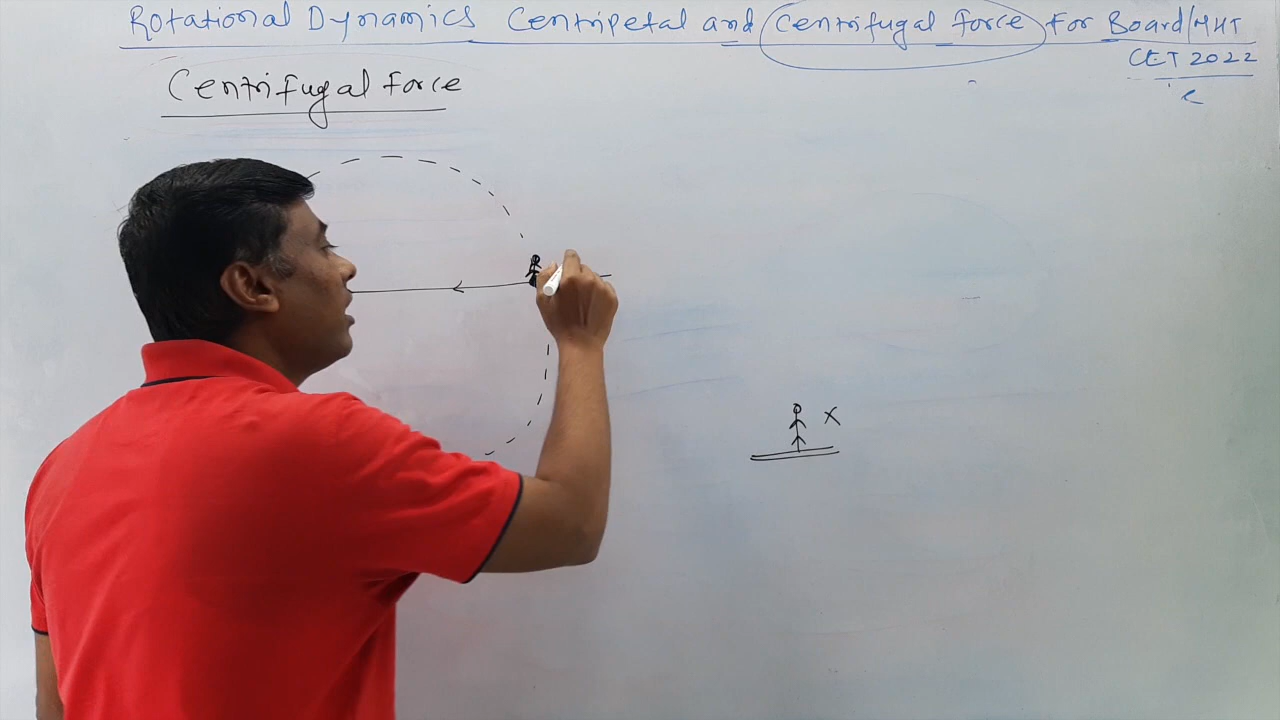 Rotational Dynamics Centripetal and Centrifugal force For Board/MHT
CET 2022
Centrifugal Force
X